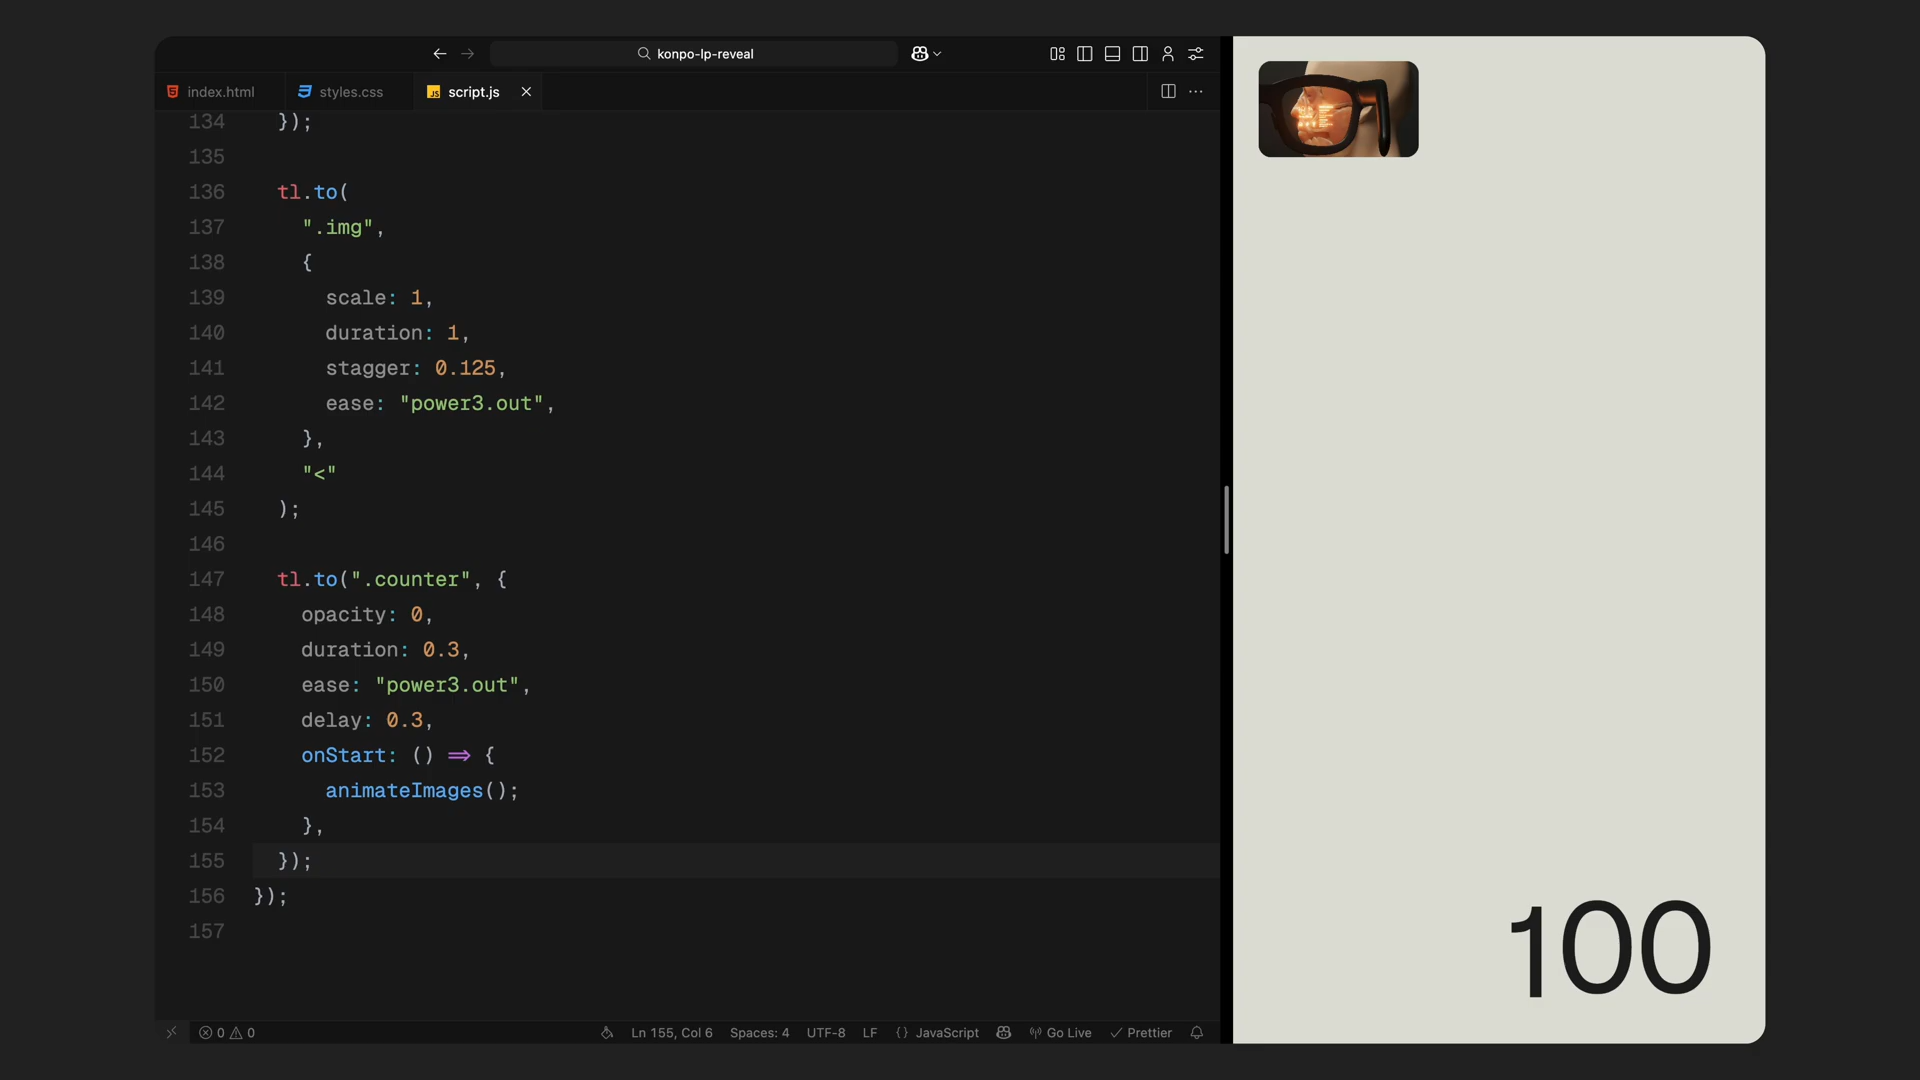 konpo-lp-reveal
index.html
styles.css
JS script.js
134 });
135
136 tl.to(
137 ".img",
138 {
139 scale: 1,
140 duration: 1,
141 stagger: 0.125,
142 ease: "power3.out",
143 },
144 "<"
145 );
146
147 tl.to(".counter", {
148 opacity: 0,
149 duration: 0.3,
150 ease: "power3.out",
151 delay: 0.3,
152 onStart: () => {
153 animateImages();
154 },
155 });
156 });
157
0 0
Ln 155, Col 6
Spaces: 4
UTF-8
LF
{} JavaScript
Go Live
Prettier
100